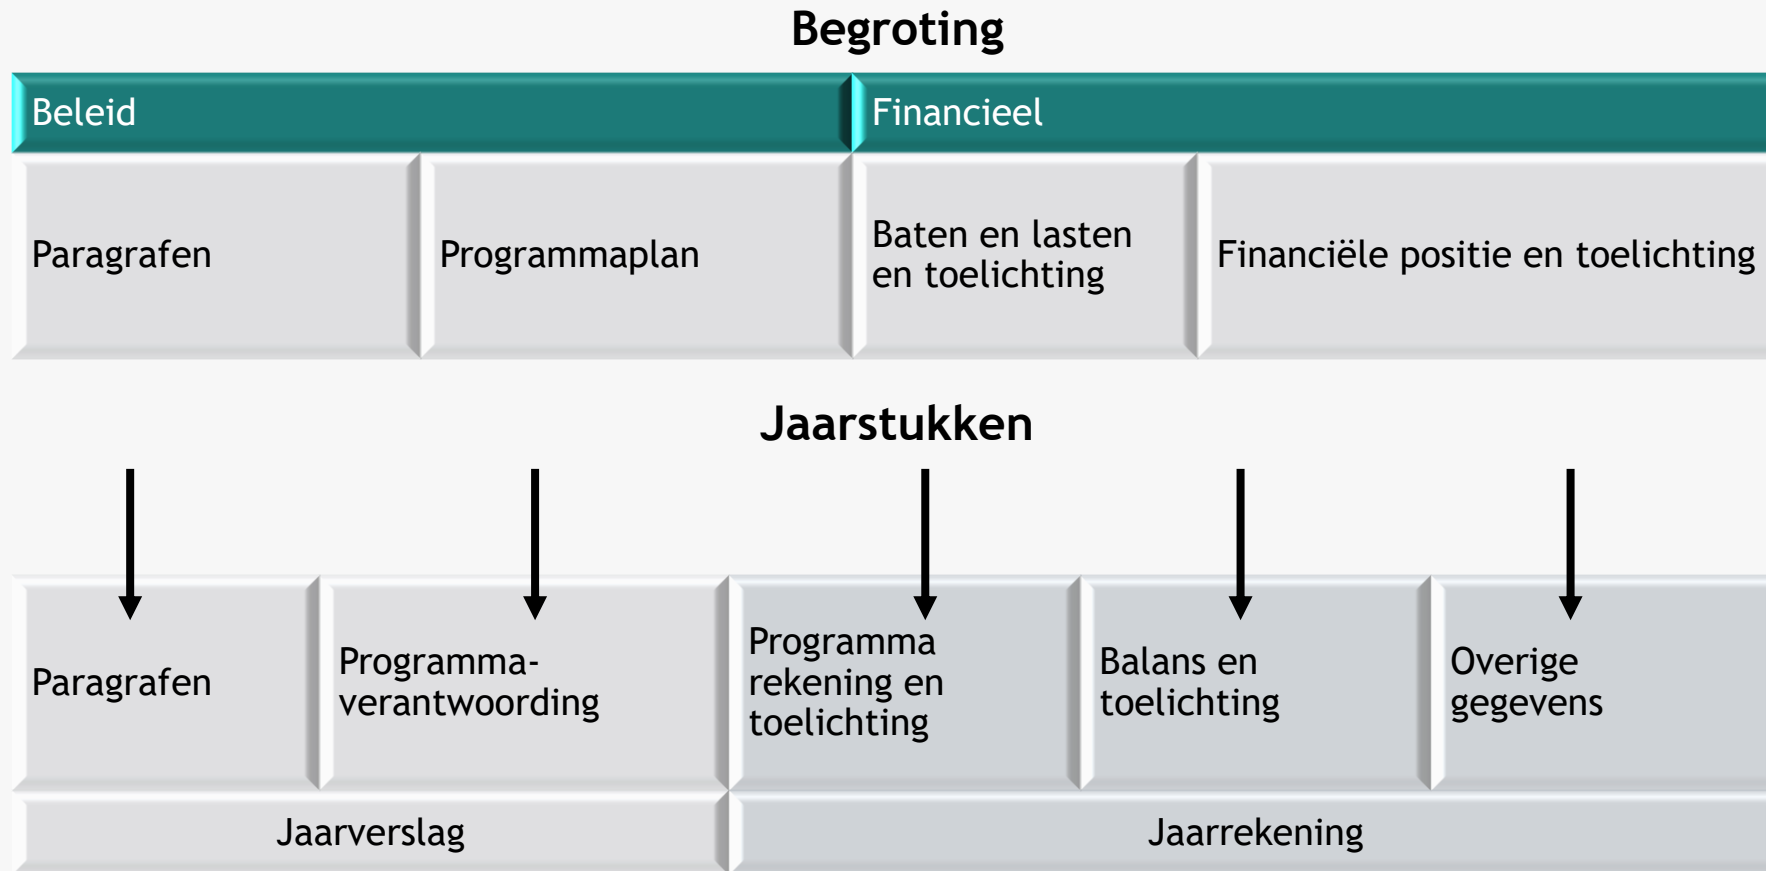 Begroting
Beleid
Financieel
Paragrafen
Programmaplan
Baten en lasten
en toelichting
Financiële positie en toelichting
Jaarstukken
Paragrafen
Programma-
verantwoording
Programma
rekening en
toelichting
Balans en
toelichting
Overige
gegevens
Jaarverslag
Jaarrekening